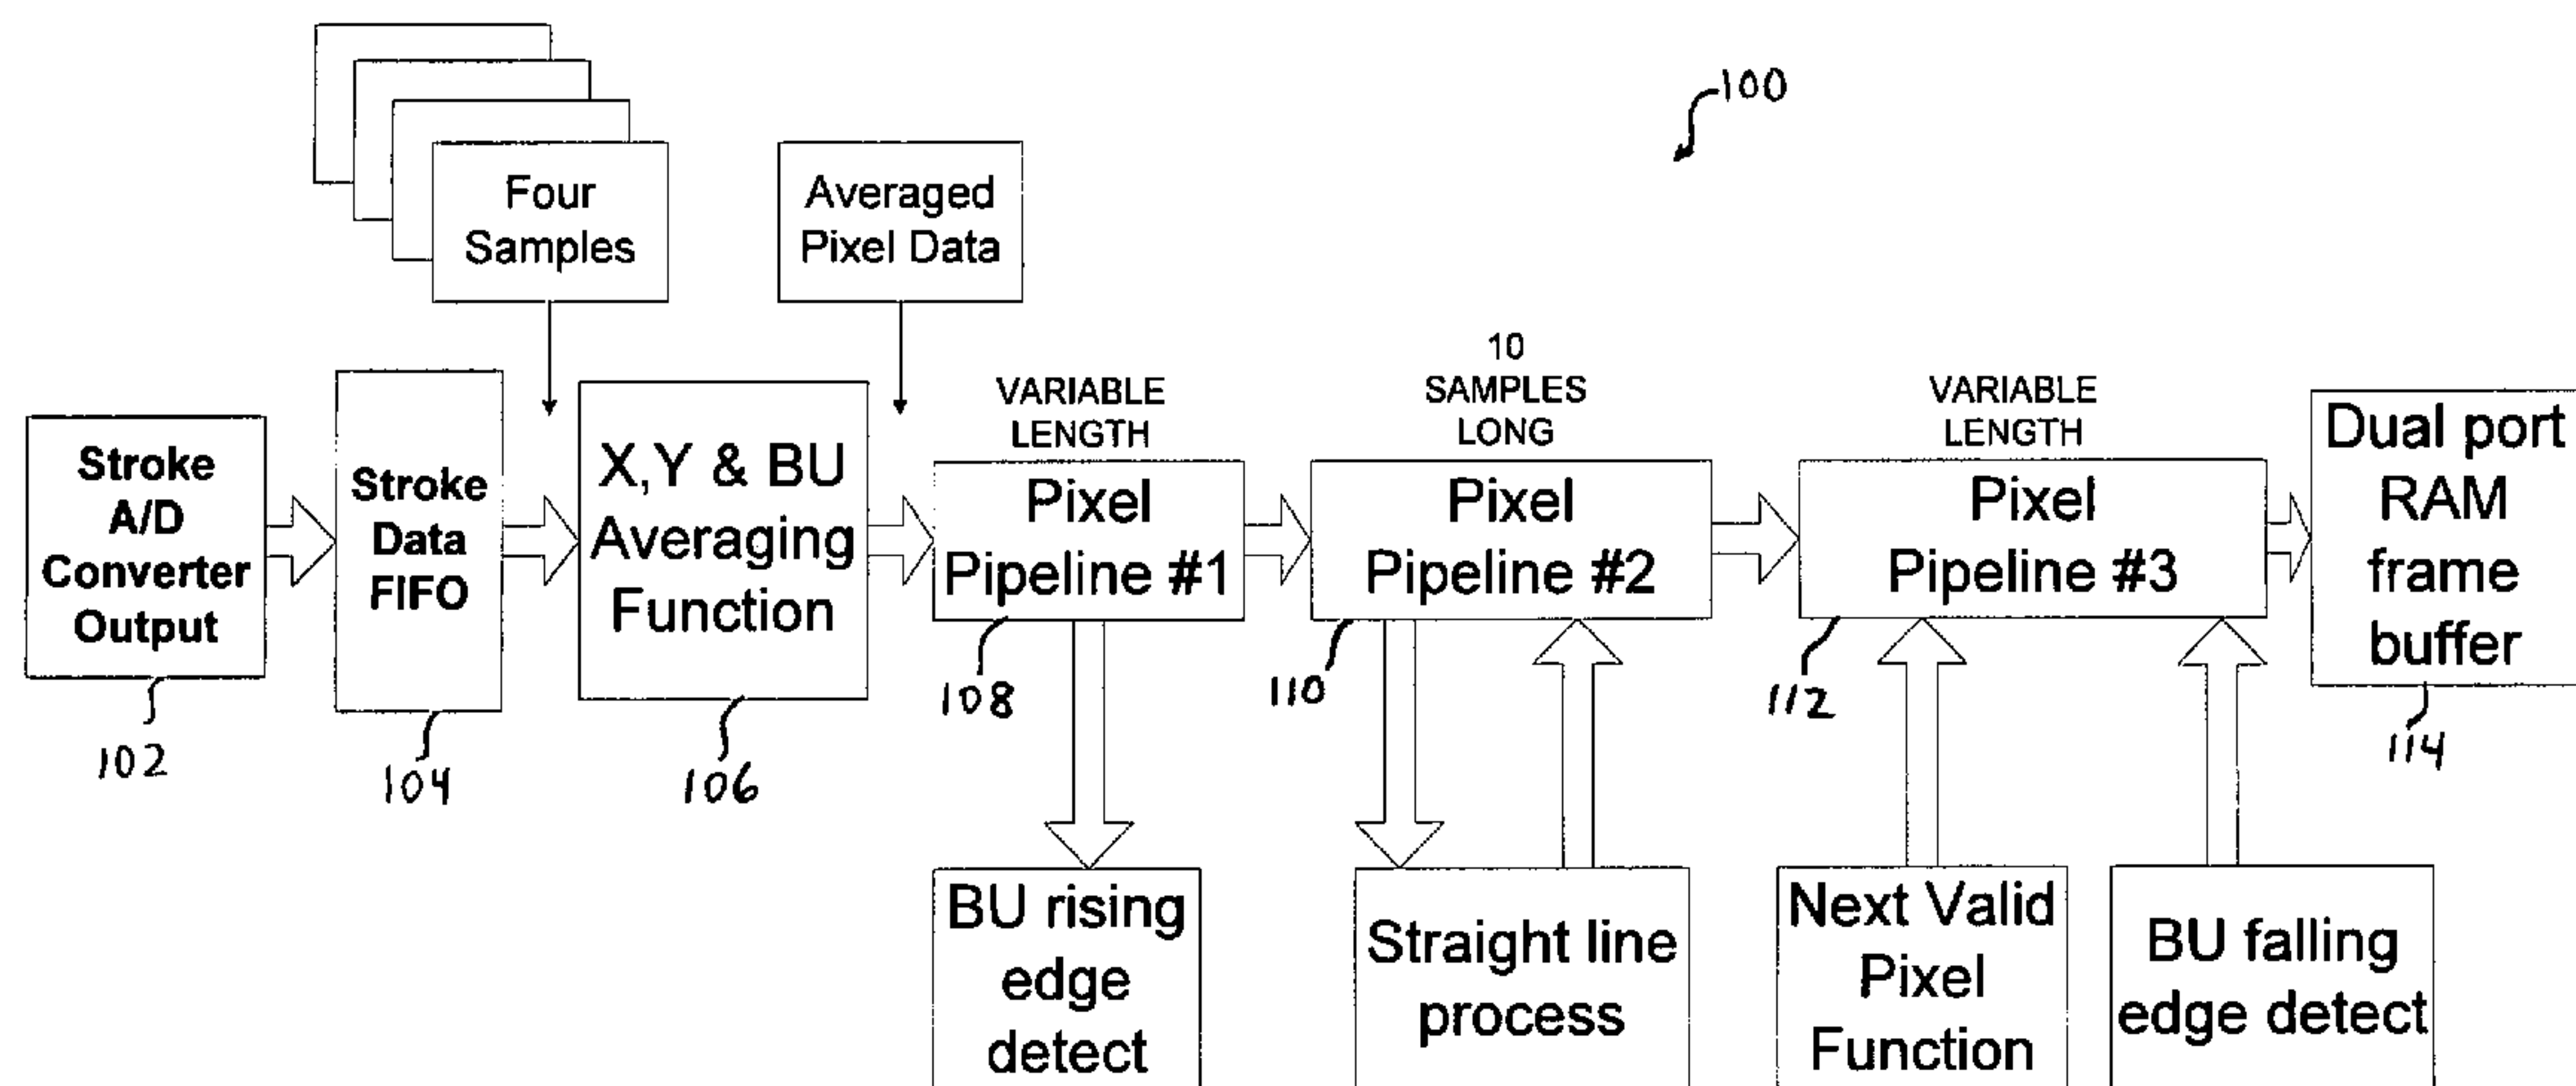 100
Four
Samples
Averaged
Pixel Data
VARIABLE
LENGTH
10
SAMPLES
LONG
VARIABLE
LENGTH
Stroke
A/D
Converter
Output
Stroke
Data
FIFO
X,Y & BU
Averaging
Function
Pixel
Pipeline #1
Pixel
Pipeline #2
Pixel
Pipeline #3
Dual port
RAM
frame
buffer
102
104
106
108
110
112
114
BU rising
edge
detect
Straight line
process
Next Valid
Pixel
Function
BU falling
edge detect